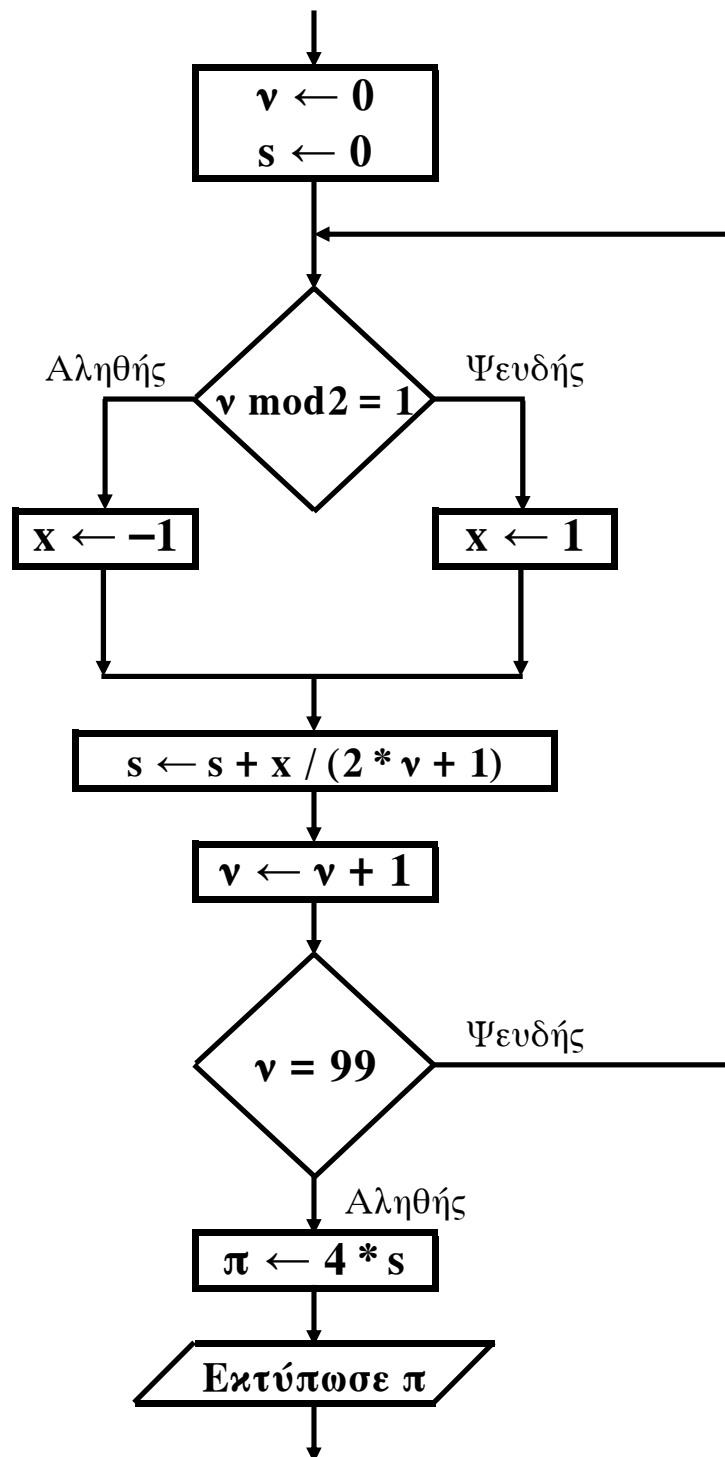 ν ← 0
s ← 0
Αληθής
Ψευδής
ν mod2 = 1
x ← −1
x ← 1
s ← s + x / (2 * ν + 1)
ν ← ν + 1
Ψευδής
ν = 99
Αληθής
π ← 4 * s
Εκτύπωσε π